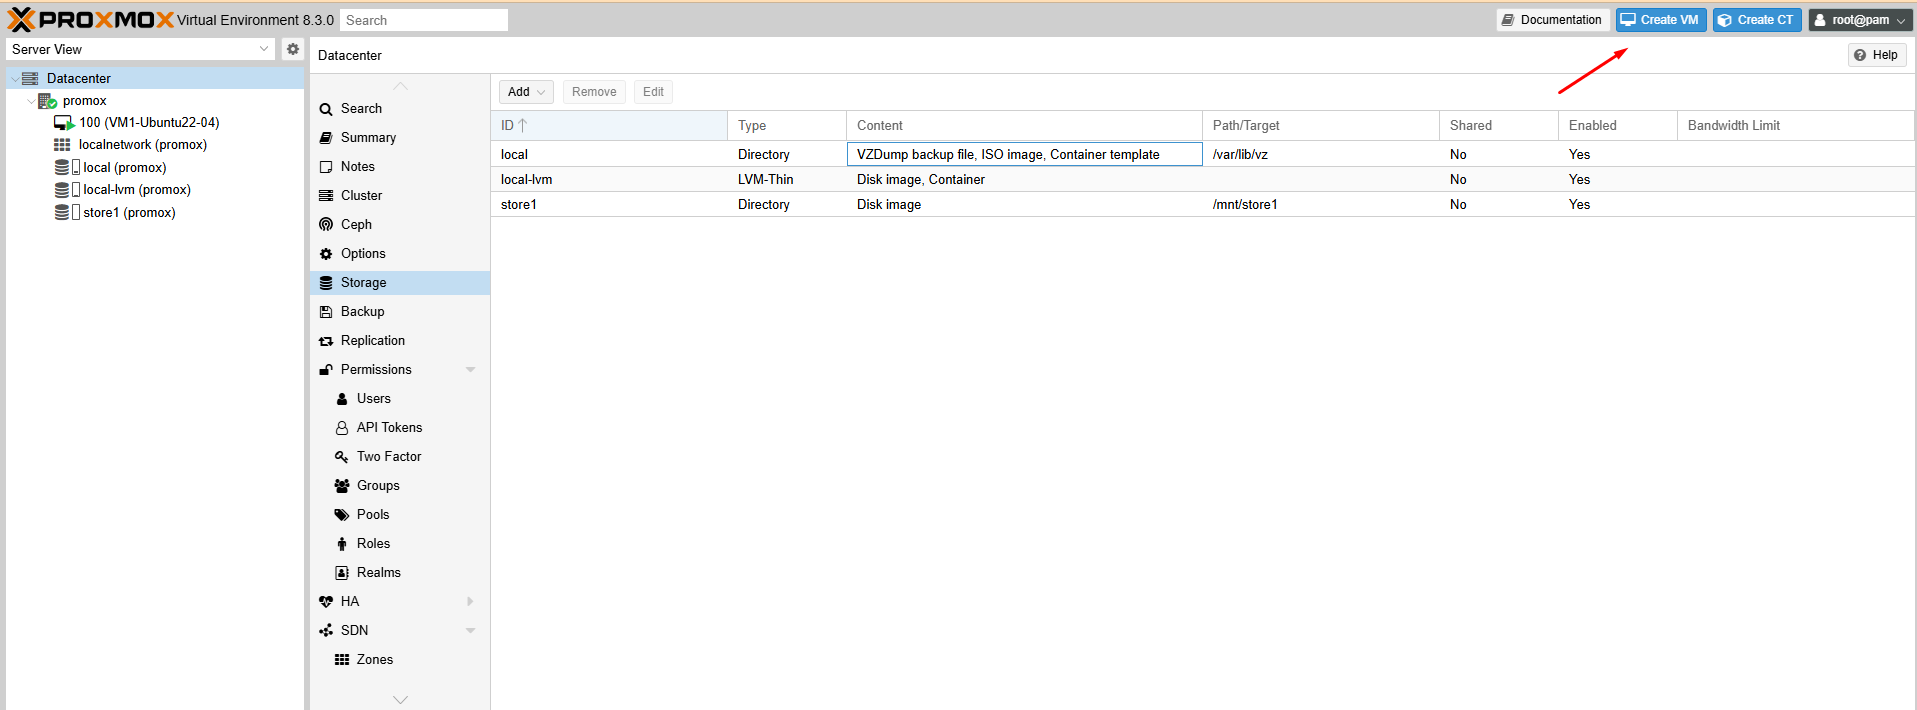 PROXMOX Virtual Environment 8.3.0 Search Documentation Create VM Create CT root@pam
Server View
Datacenter
promox
100 (VM1-Ubuntu22-04)
localnetwork (promox)
local (promox)
local-lvm (promox)
store1 (promox)
Datacenter Help
Search
Summary
Notes
Cluster
Ceph
Options
Storage
Backup
Replication
Permissions
Users
API Tokens
Two Factor
Groups
Pools
Roles
Realms
HA
SDN
Zones
Add Remove Edit
ID Type Content Path/Target Shared Enabled Bandwidth Limit
local Directory VZDump backup file, ISO image, Container template /var/lib/vz No Yes
local-lvm LVM-Thin Disk image, Container No Yes
store1 Directory Disk image /mnt/store1 No Yes